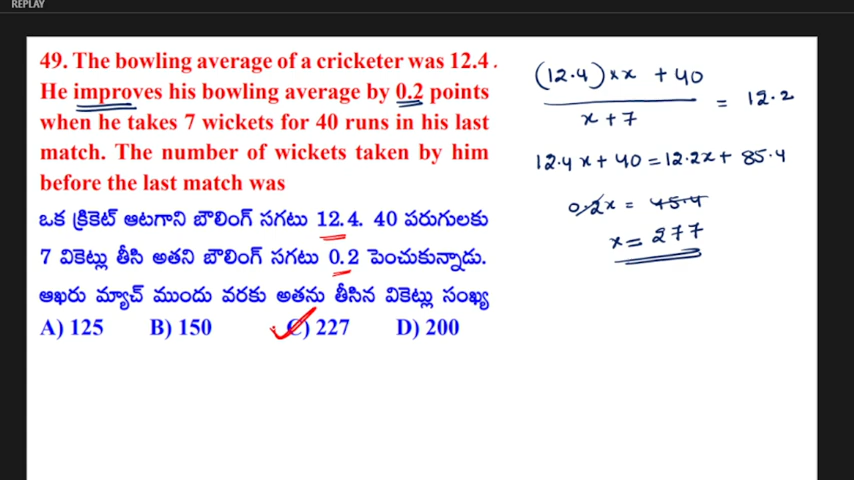 REPLAY
49. The bowling average of a cricketer was 12.4.
He improves his bowling average by 0.2 points
when he takes 7 wickets for 40 runs in his last
match. The number of wickets taken by him
before the last match was
ఒక క్రికెట్ ఆటగాని బౌలింగ్ సగటు 12.4. 40 పరుగులకు
7 వికెట్లు తీసి అతని బౌలింగ్ సగటు 0.2 పెంచుకున్నాడు.
ఆఖరు మ్యాచ్ ముందు వరకు అతను తీసిన వికెట్లు సంఖ్య
A) 125 B) 150 C) 227 D) 200
(12.4) × x + 40
x + 7
= 12.2
12.4x + 40 = 12.2x + 85.4
0.2x = 45.4
x = 277